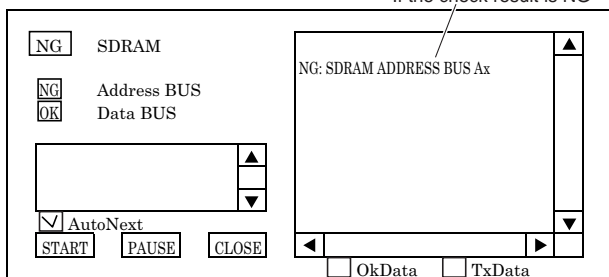 If the check result is NG
NG SDRAM
NG: SDRAM ADDRESS BUS Ax
NG Address BUS
OK Data BUS
AutoNext
START PAUSE CLOSE
OkData TxData